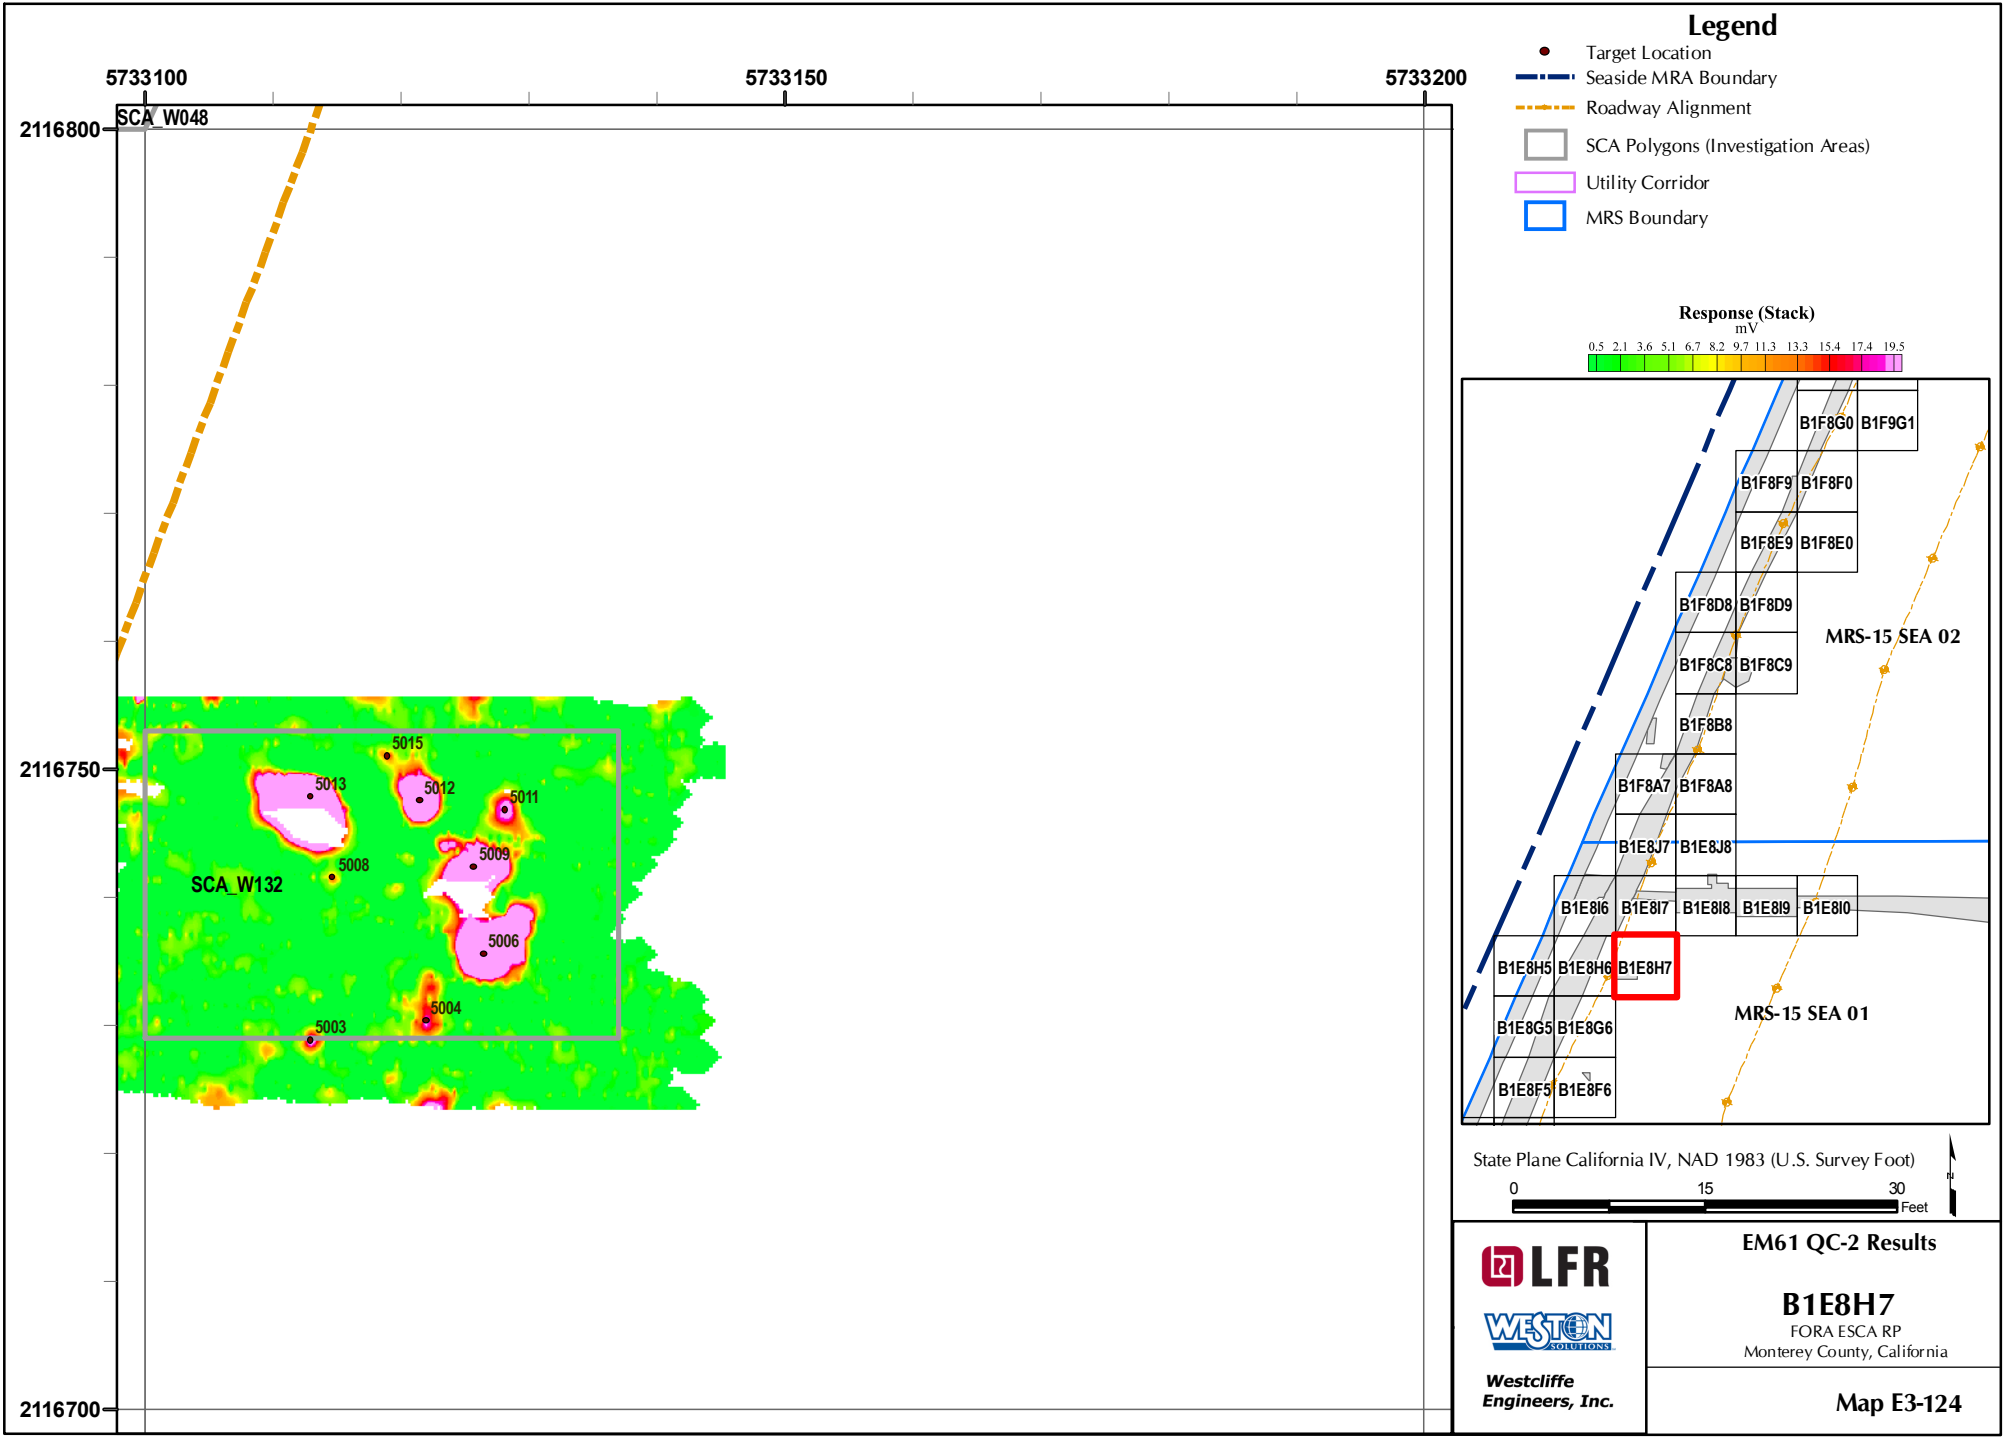 5733100
5733150
5733200
2116800
2116750
2116700
SCA_W048
5015
5013
5012
5011
5009
5008
SCA_W132
5006
5004
5003
Legend
Target Location
Seaside MRA Boundary
Roadway Alignment
SCA Polygons (Investigation Areas)
Utility Corridor
MRS Boundary
Response (Stack)
mV
0.5 2.1 3.6 5.1 6.7 8.2 9.7 11.3 13.3 15.4 17.4 19.5
B1F8G0 B1F9G1
B1F8F9 B1F8F0
B1F8E9 B1F8E0
B1F8D8 B1F8D9
MRS-15 SEA 02
B1F8C8 B1F8C9
B1F8B8
B1F8A7 B1F8A8
B1E8J7 B1E8J8
B1E8I6 B1E8I7 B1E8I8 B1E8I9 B1E8I0
B1E8H5 B1E8H6 B1E8H7
MRS-15 SEA 01
B1E8G5 B1E8G6
B1E8F5 B1E8F6
State Plane California IV, NAD 1983 (U.S. Survey Foot)
0 15 30
Feet
N
LFR
WESTON
SOLUTIONS
Westcliffe
Engineers, Inc.
EM61 QC-2 Results
B1E8H7
FORA ESCA RP
Monterey County, California
Map E3-124